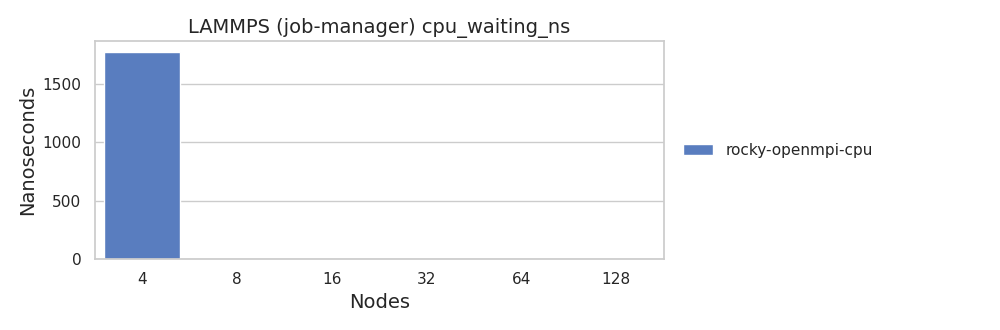 LAMMPS (job-manager) cpu_waiting_ns
Nanoseconds
1500
1000
500
0
4 8 16 32 64 128
Nodes
rocky-openmpi-cpu